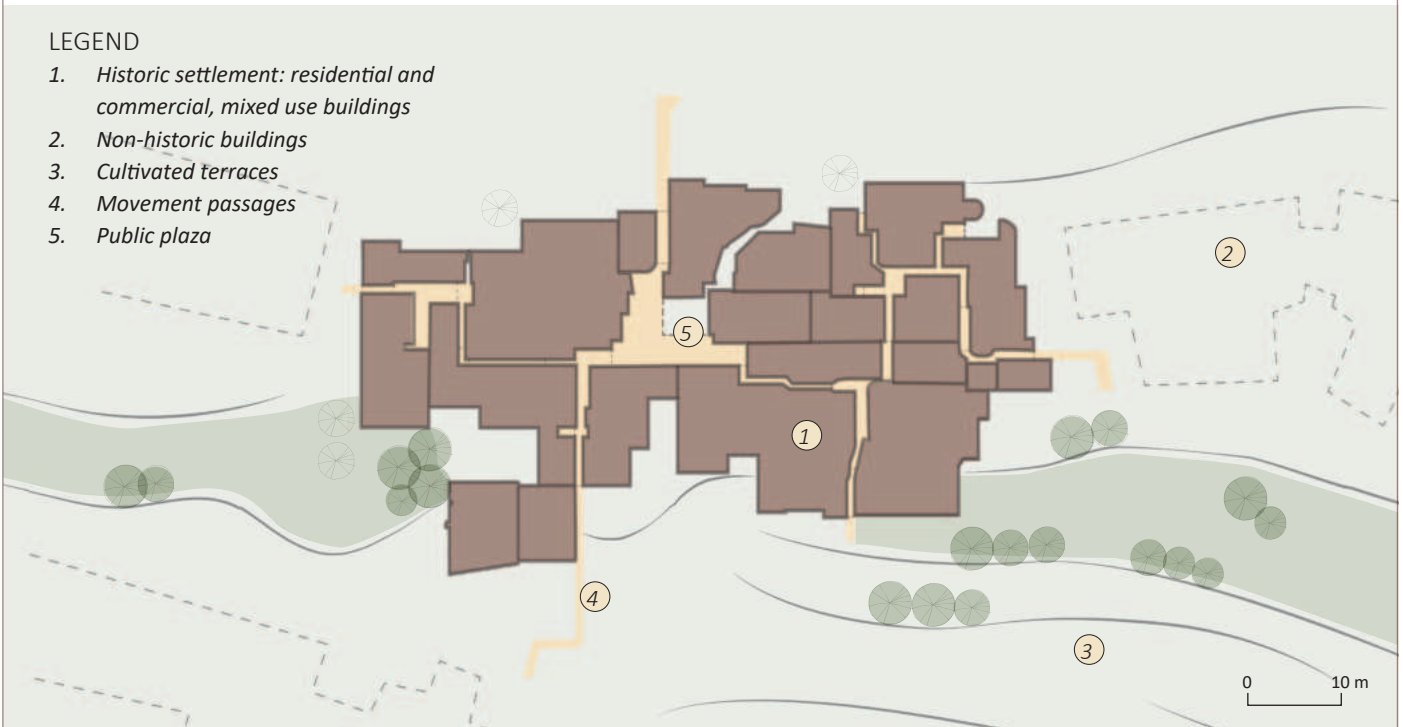 LEGEND
1. Historic settlement: residential and
commercial, mixed use buildings
2. Non-historic buildings
3. Cultivated terraces
4. Movement passages
5. Public plaza
2
5
1
4
3
0 10 m